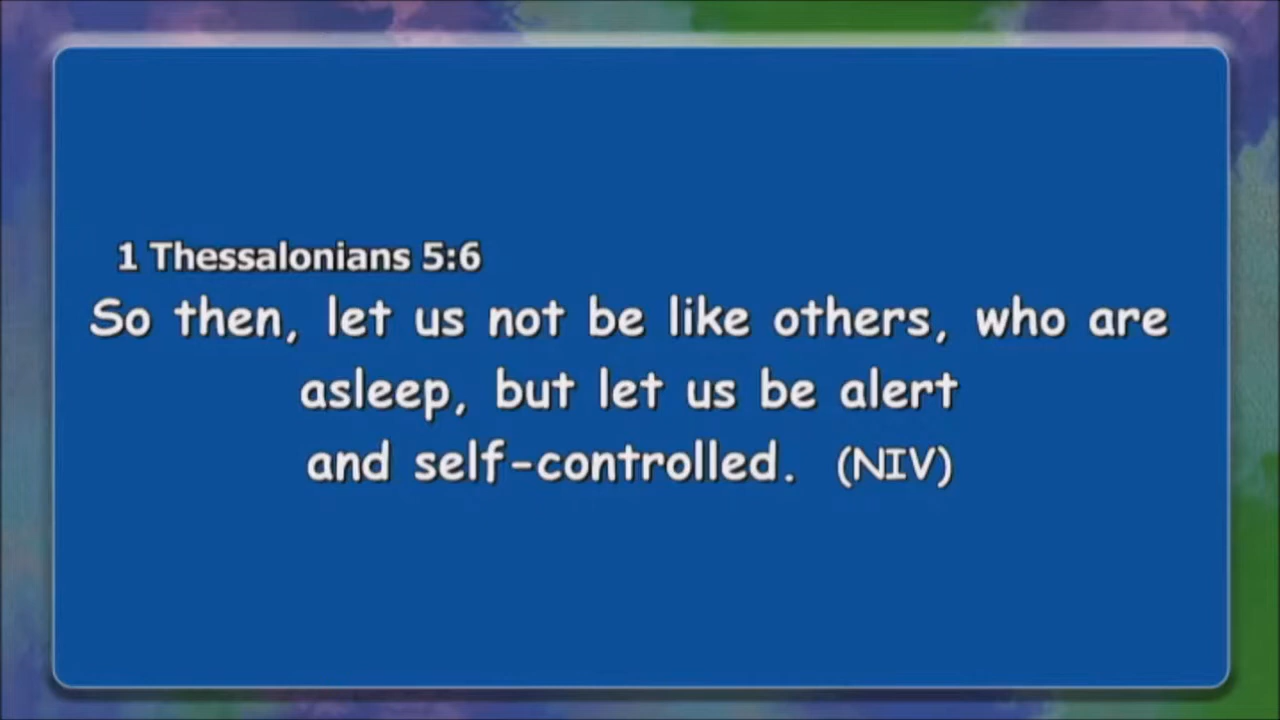 1 Thessalonians 5:6
So then, let us not be like others, who are
asleep, but let us be alert
and self-controlled. (NIV)